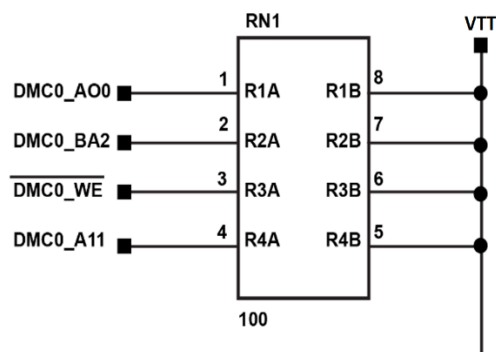 RN1
VTT
DMC0_AO0 1 R1A R1B 8
DMC0_BA2 2 R2A R2B 7
DMC0_WE 3 R3A R3B 6
DMC0_A11 4 R4A R4B 5
100